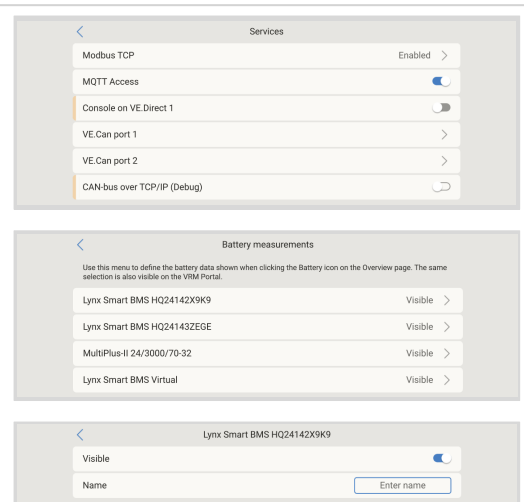 Services
Modbus TCP Enabled
MQTT Access
Console on VE.Direct 1
VE.Can port 1
VE.Can port 2
CAN-bus over TCP/IP (Debug)
Battery measurements
Use this menu to define the battery data shown when clicking the Battery icon on the Overview page. The same
selection is also visible on the VRM Portal.
Lynx Smart BMS HQ24142X9K9 Visible
Lynx Smart BMS HQ24143ZEGE Visible
MultiPlus-II 24/3000/70-32 Visible
Lynx Smart BMS Virtual Visible
Lynx Smart BMS HQ24142X9K9
Visible
Name Enter name